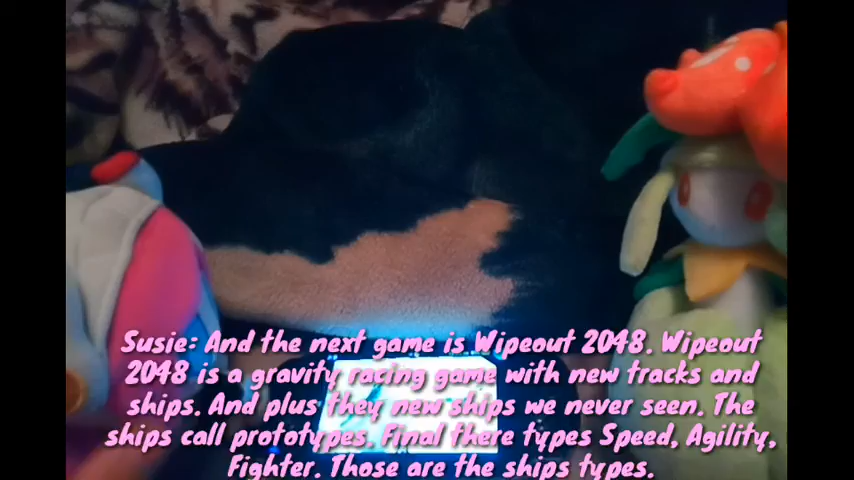 Susie: And the next game is Wipeout 2048. Wipeout
2048 is a gravity racing game with new tracks and
ships. And plus they new ships we never seen. The
ships call prototypes. Final there types Speed, Agility,
Fighter. Those are the ships types.